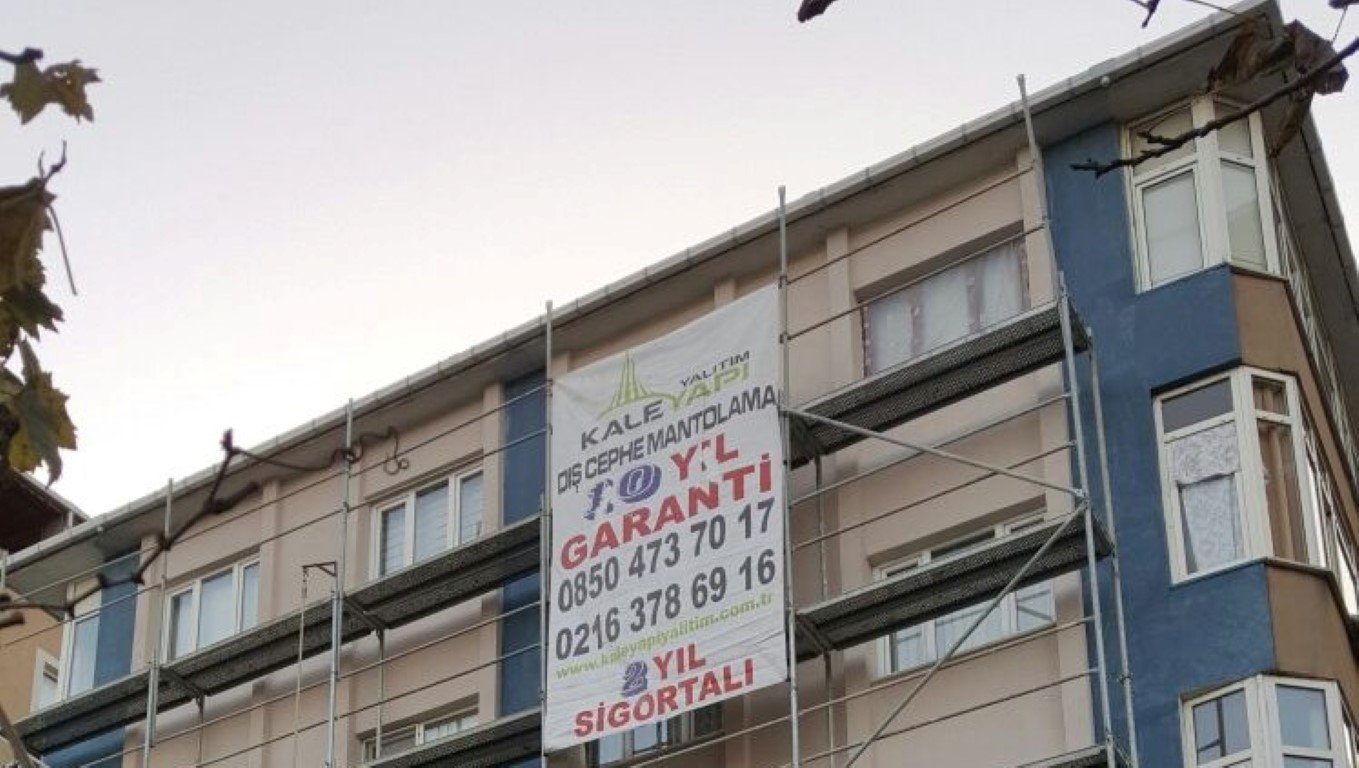 YALITIM
KALE YAPI
DIŞ CEPHE MANTOLAMA
10 YIL
GARANTİ
0850 473 70 17
0216 378 69 16
www.kaleyapiyalitim.com.tr
2 YIL
SİGORTALI